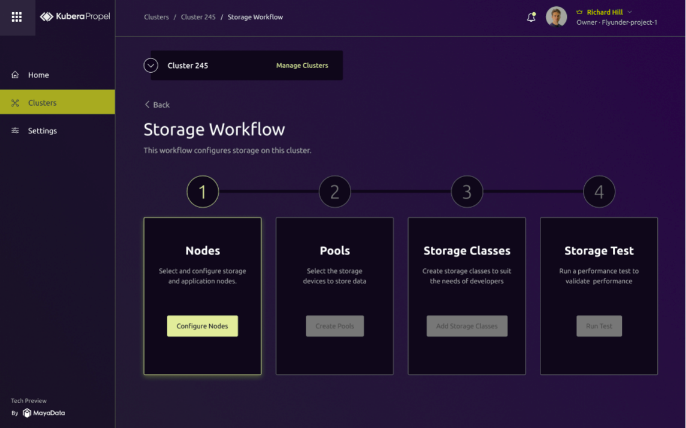 KuberaPropel
Clusters / Cluster 245 / Storage Workflow
Richard Hill
Owner - Flyunder-project-1
Home
Clusters
Settings
Cluster 245
Manage Clusters
Back
Storage Workflow
This workflow configures storage on this cluster.
1
2
3
4
Nodes
Select and configure storage
and application nodes.
Configure Nodes
Pools
Select the storage
devices to store data
Create Pools
Storage Classes
Create storage classes to suit
the needs of developers
Add Storage Classes
Storage Test
Run a performance test to
validate performance
Run Test
Tech Preview
By MayaData